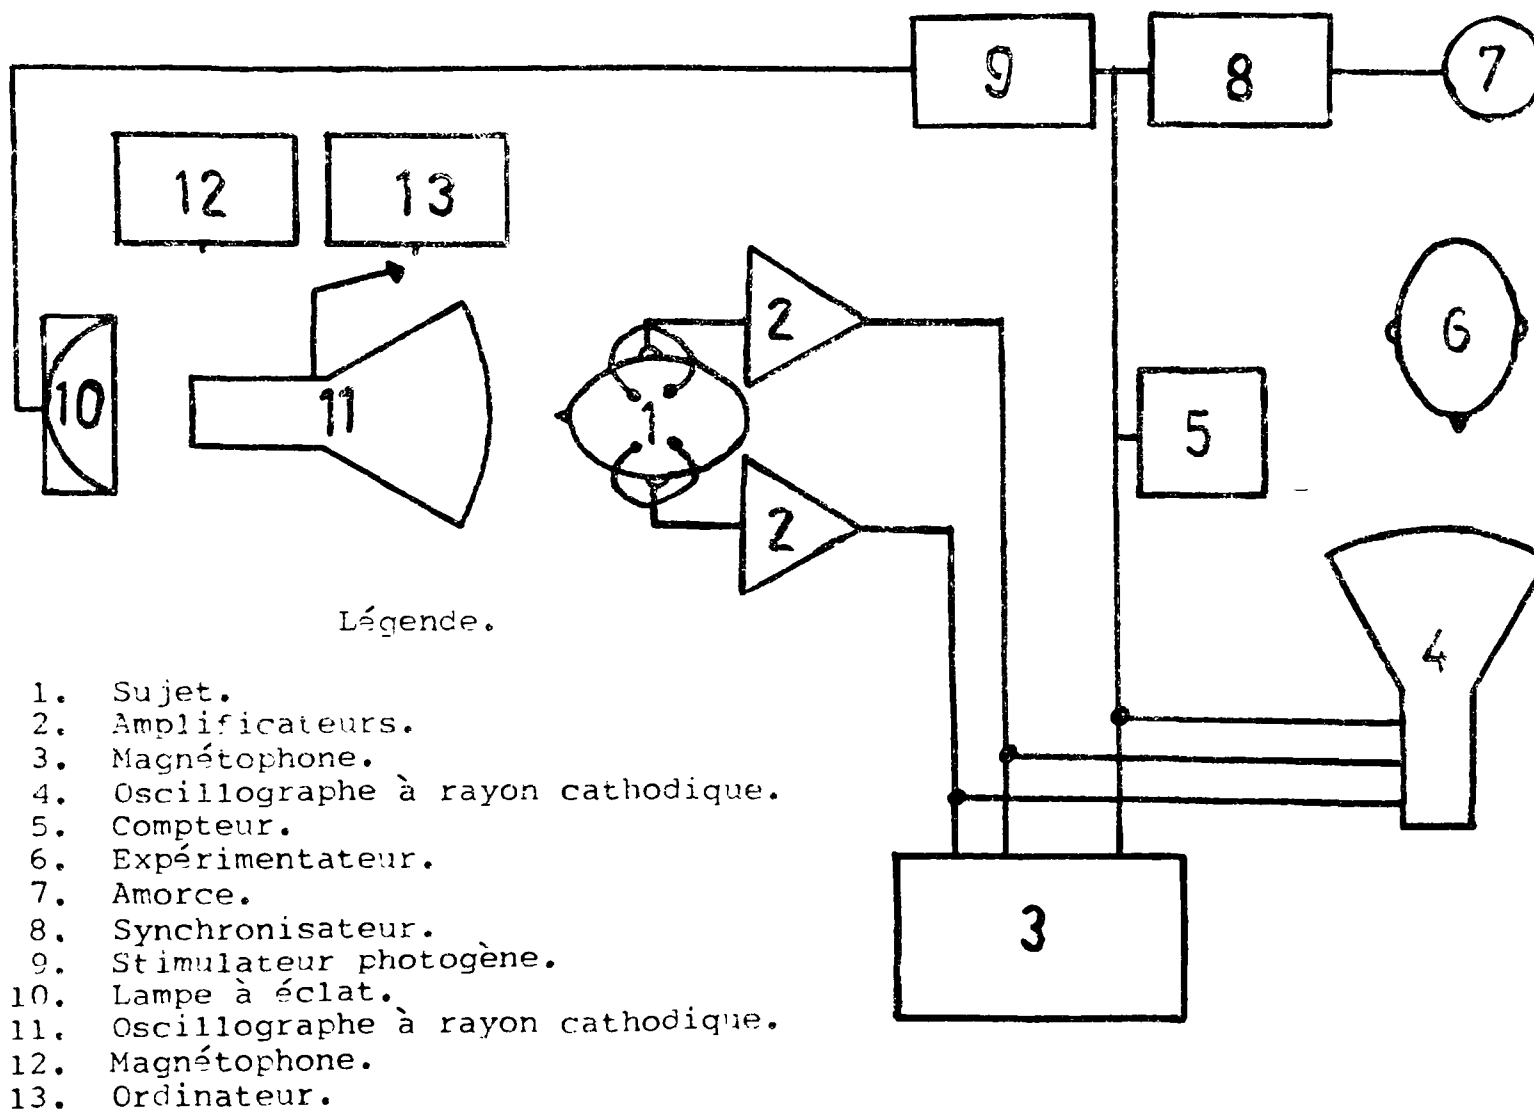 9
8
7
12
13
2
6
10
11
1
5
2
4
3
Légende.
1. Sujet.
2. Amplificateurs.
3. Magnétophone.
4. Oscillographe à rayon cathodique.
5. Compteur.
6. Expérimentateur.
7. Amorce.
8. Synchronisateur.
9. Stimulateur photogène.
10. Lampe à éclat.
11. Oscillographe à rayon cathodique.
12. Magnétophone.
13. Ordinateur.